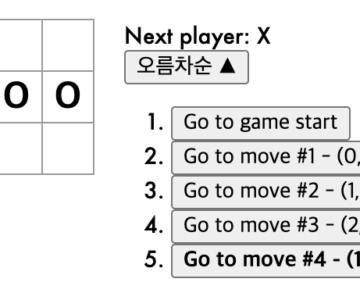 Next player: X
오름차순 ▲
O O
1. Go to game start
2. Go to move #1 - (0,
3. Go to move #2 - (1,
4. Go to move #3 - (2,
5. Go to move #4 - (1